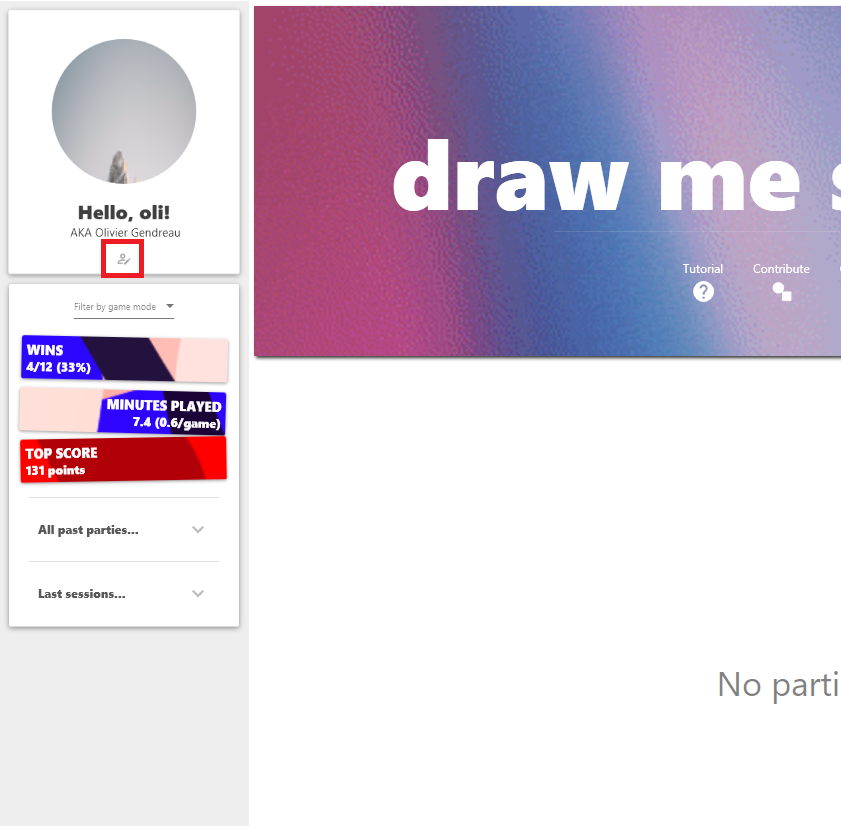 Hello, oli!
AKA Olivier Gendreau
Filter by game mode
WINS
4/12 (33%)
MINUTES PLAYED
7.4 (0.6/game)
TOP SCORE
131 points
All past parties...
Last sessions...
draw me s
Tutorial
Contribute
No parti